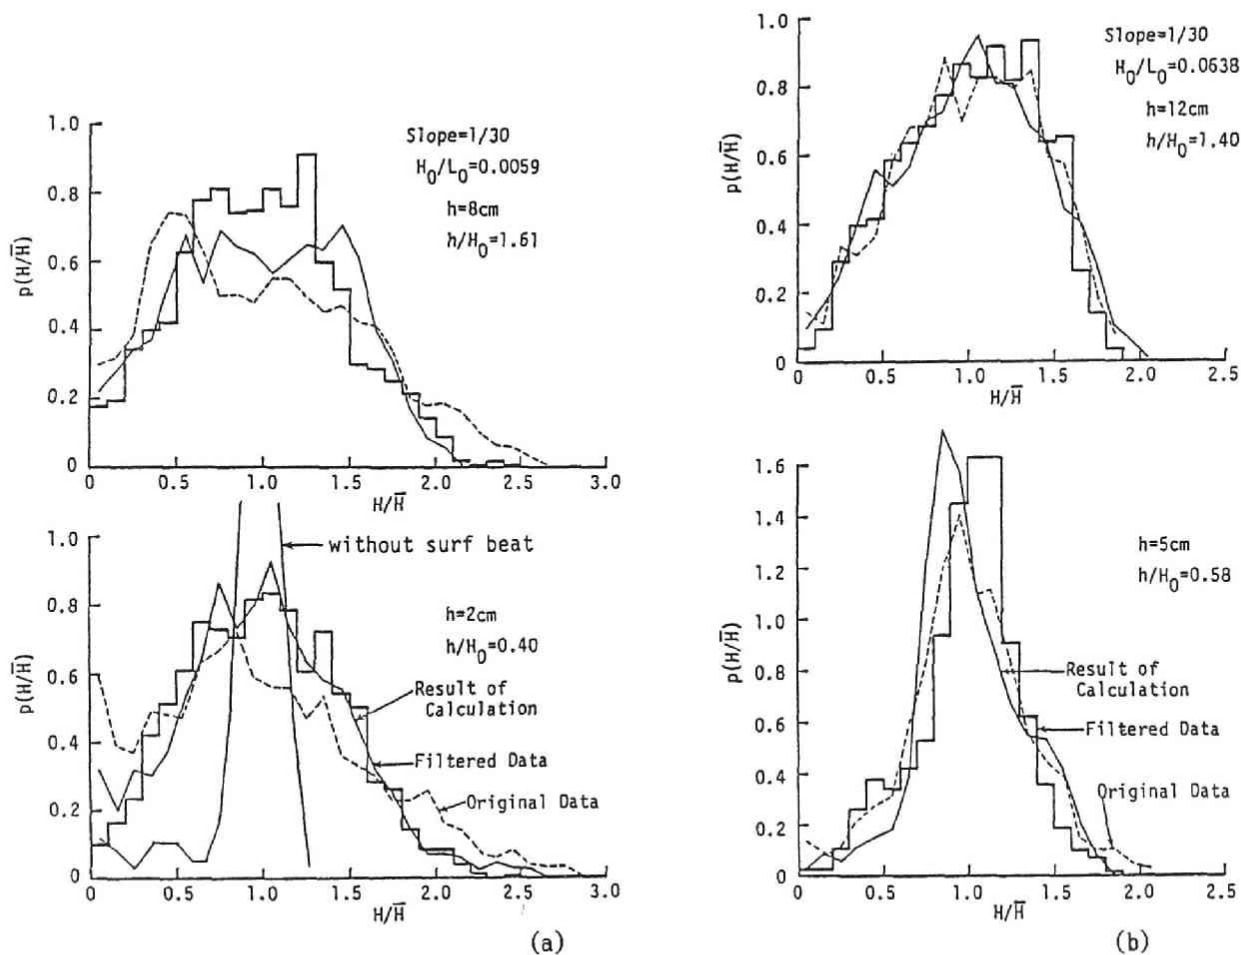 Slope=1/30
H₀/L₀=0.0059
h=8cm
h/H₀=1.61
p(H/H̅)
1.0
0.8
0.6
0.4
0.2
0
0 0.5 1.0 1.5 2.0 2.5 3.0
H/H̅
without surf beat
h=2cm
h/H₀=0.40
Result of
Calculation
Filtered Data
Original Data
p(H/H̅)
1.0
0.8
0.6
0.4
0.2
0
0 0.5 1.0 1.5 2.0 2.5 3.0
H/H̅
(a)
Slope=1/30
H₀/L₀=0.0638
h=12cm
h/H₀=1.40
p(H/H̅)
1.0
0.8
0.6
0.4
0.2
0
0 0.5 1.0 1.5 2.0 2.5
H/H̅
h=5cm
h/H₀=0.58
Result of
Calculation
Filtered Data
Original Data
p(H/H̅)
1.6
1.4
1.2
1.0
0.8
0.6
0.4
0.2
0
0 0.5 1.0 1.5 2.0 2.5
H/H̅
(b)